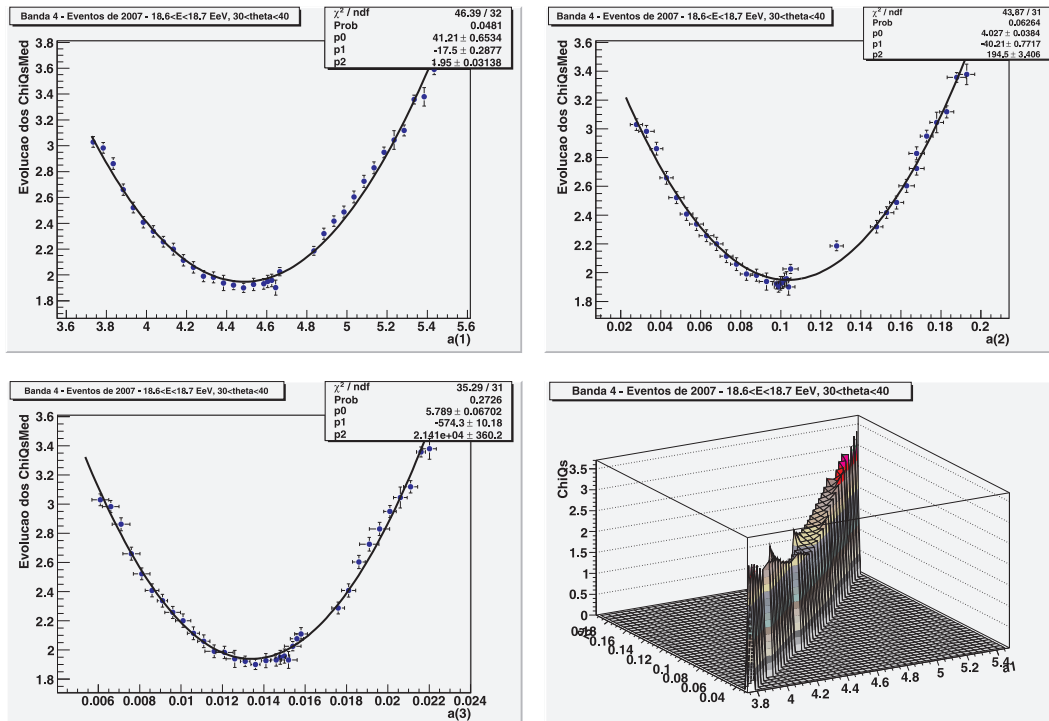 Banda 4 - Eventos de 2007 - 18.6<E<18.7 EeV, 30<theta<40
χ² / ndf 46.39 / 32
Prob 0.0481
p0 41.21 ± 0.6534
p1 -17.5 ± 0.2877
p2 1.95 ± 0.03138
Evolucao dos ChiQsMed
3.8
3.6
3.4
3.2
3
2.8
2.6
2.4
2.2
2
1.8
3.6 3.8 4 4.2 4.4 4.6 4.8 5 5.2 5.4 5.6
a(1)
Banda 4 - Eventos de 2007 - 18.6<E<18.7 EeV, 30<theta<40
χ² / ndf 43.87 / 31
Prob 0.06264
p0 4.027 ± 0.0384
p1 -40.21 ± 0.7717
p2 194.5 ± 3.406
Evolucao dos ChiQsMed
3.6
3.4
3.2
3
2.8
2.6
2.4
2.2
2
1.8
0.02 0.04 0.06 0.08 0.1 0.12 0.14 0.16 0.18 0.2
a(2)
Banda 4 - Eventos de 2007 - 18.6<E<18.7 EeV, 30<theta<40
χ² / ndf 35.29 / 31
Prob 0.2726
p0 5.789 ± 0.06702
p1 -574.3 ± 10.18
p2 2.141e+04 ± 360.2
Evolucao dos ChiQsMed
3.6
3.4
3.2
3
2.8
2.6
2.4
2.2
2
1.8
0.006 0.008 0.01 0.012 0.014 0.016 0.018 0.02 0.022 0.024
a(3)
Banda 4 - Eventos de 2007 - 18.6<E<18.7 EeV, 30<theta<40
ChiQs
3.5
3
2.5
2
1.5
1
0.5
0
0.18
0.16
0.14
0.12
0.1
0.08
0.06
0.04
3.8 4 4.2 4.4 4.6 4.8 5 5.2 5.4
a1